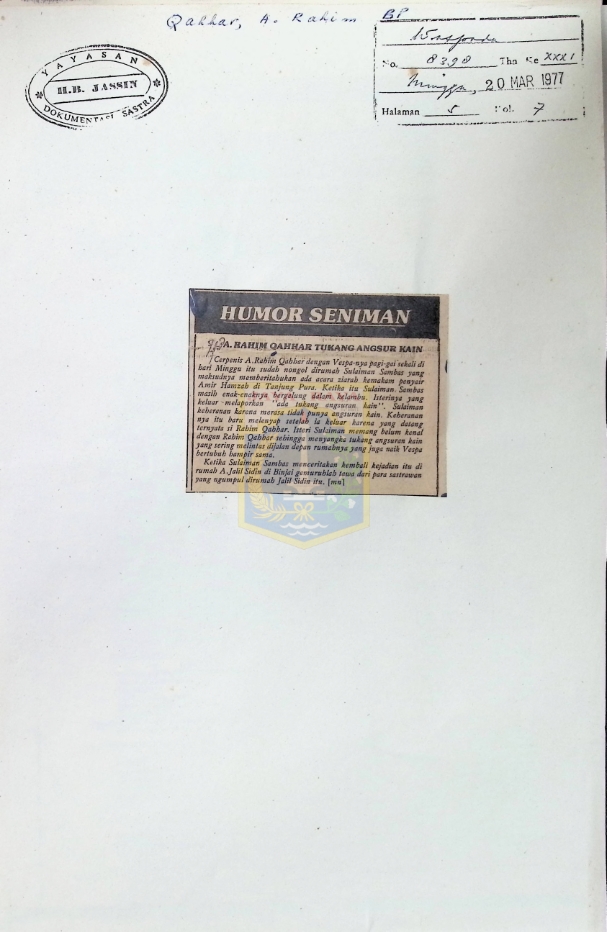 Qahhar, A. Rahim BP
YAYASAN
H.B. JASSIN
DOKUMENTASI SASTRA
Waspada
No. 8398 Thn Ke XXXI
Minggu, 20 MAR 1977
Halaman 5 Kol. 7
HUMOR SENIMAN
A. RAHIM QAHHAR TUKANG ANGSUR KAIN
Cerpenis A.Rahim Qahhar dengan Vespa-nya pagi-gai sekali di
hari Minggu itu sudah nongol dirumah Sulaiman Sambas yang
maksudnya memberitahukan ada acara ziarah kemakam penyair
Amir Hamzah di Tanjung Pura. Ketika itu Sulaiman Sambas
masih enak-enaknya bergulung dalam kelambu. Isterinya yang
keluar melaporkan "ada tukang angsuran kain". Sulaiman
keheranan karena merasa tidak punya angsuran kain. Keheranan
nya itu baru melenyap setelah ia keluar karena yang datang
ternyata si Rahim Qahhar. Isteri Sulaiman memang belum kenal
dengan Rahim Qahhar sehingga menyangka tukang angsuran kain
yang sering melintas dijalan depan rumahnya yang juga naik Vespa
bertubuh hampir sama.
Ketika Sulaiman Sambas menceritakan kembali kejadian itu di
rumah A.Jalil Sidin di Binjai gemuruhlah tawa dari para sastrawan
yang ngumpul dirumah Jalil Sidin itu. [mu]